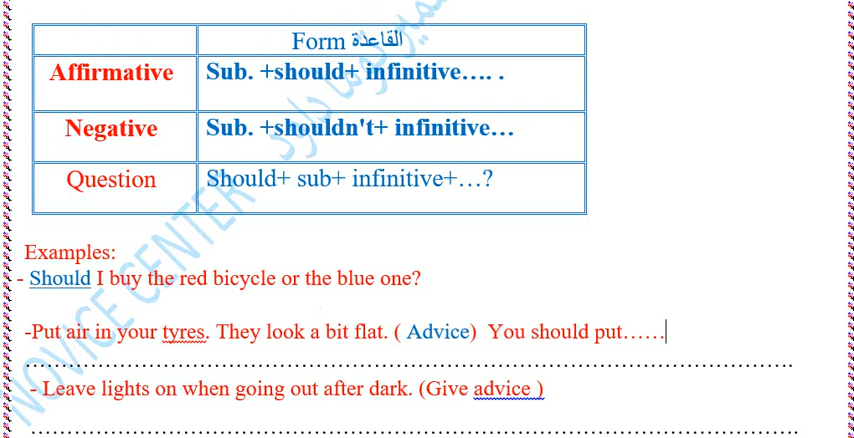 Form القاعدة
Affirmative Sub. +should+ infinitive.... .
Negative Sub. +shouldn't+ infinitive...
Question Should+ sub+ infinitive+...?
Examples:
- Should I buy the red bicycle or the blue one?
-Put air in your tyres. They look a bit flat. ( Advice) You should put......
- Leave lights on when going out after dark. (Give advice )
NOVICE CENTER